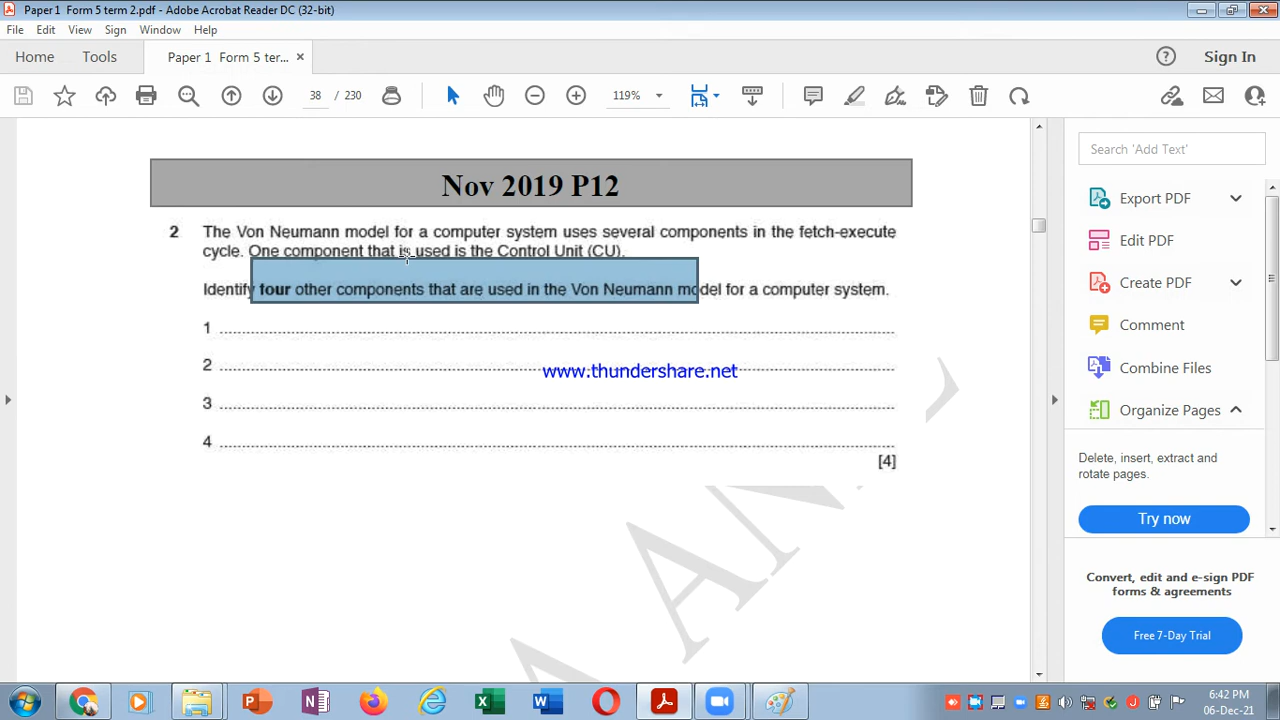 Paper 1 Form 5 term 2.pdf - Adobe Acrobat Reader DC (32-bit)
File Edit View Sign Window Help
Home Tools Paper 1 Form 5 ter... × Sign In
38 / 230 119%
Search 'Add Text'
Nov 2019 P12
2 The Von Neumann model for a computer system uses several components in the fetch-execute
cycle. One component that is used is the Control Unit (CU).
Identify four other components that are used in the Von Neumann model for a computer system.
1
2
www.thundershare.net
3
4
[4]
Export PDF
Edit PDF
Create PDF
Comment
Combine Files
Organize Pages
Delete, insert, extract and
rotate pages.
Try now
Convert, edit and e-sign PDF
forms & agreements
Free 7-Day Trial
6:42 PM
06-Dec-21